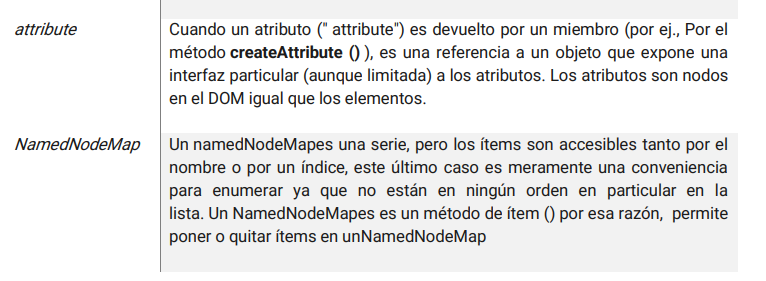 attribute
Cuando un atributo (" attribute") es devuelto por un miembro (por ej., Por el
método createAttribute () ), es una referencia a un objeto que expone una
interfaz particular (aunque limitada) a los atributos. Los atributos son nodos
en el DOM igual que los elementos.
NamedNodeMap
Un namedNodeMapes una serie, pero los ítems son accesibles tanto por el
nombre o por un índice, este último caso es meramente una conveniencia
para enumerar ya que no están en ningún orden en particular en la
lista. Un NamedNodeMapes es un método de ítem () por esa razón,  permite
poner o quitar ítems en unNamedNodeMap